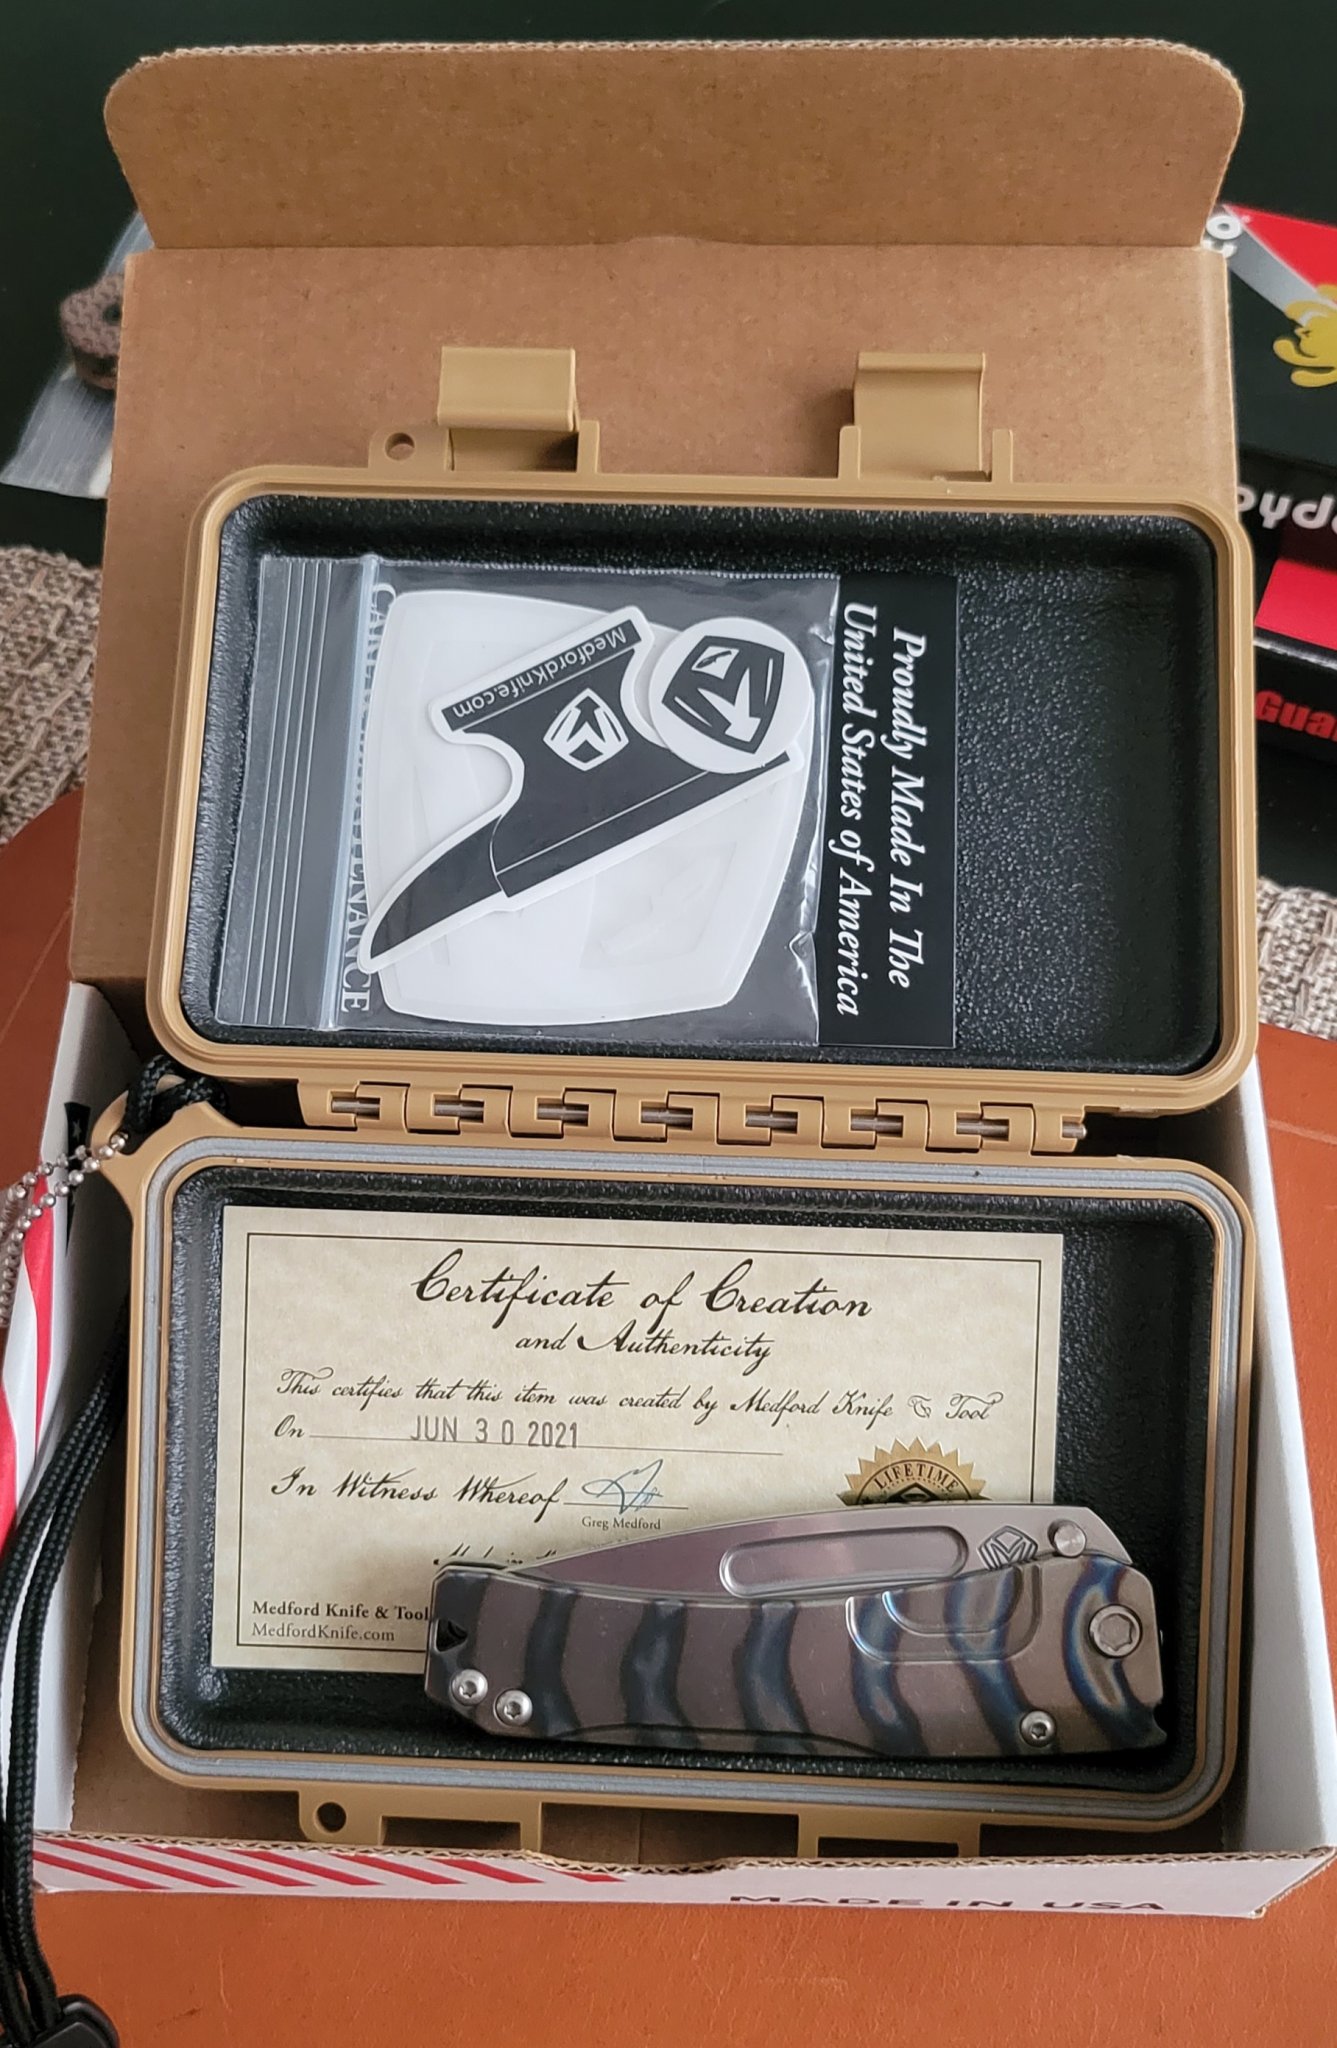 Proudly Made In The
United States of America
MedfordKnife.com
Certificate of Creation
and Authenticity
This certifies that this item was created by Medford Knife & Tool
On JUN 30 2021
In Witness Whereof
Greg Medford
LIFETIME
Medford Knife & Tool
MedfordKnife.com
MADE IN USA